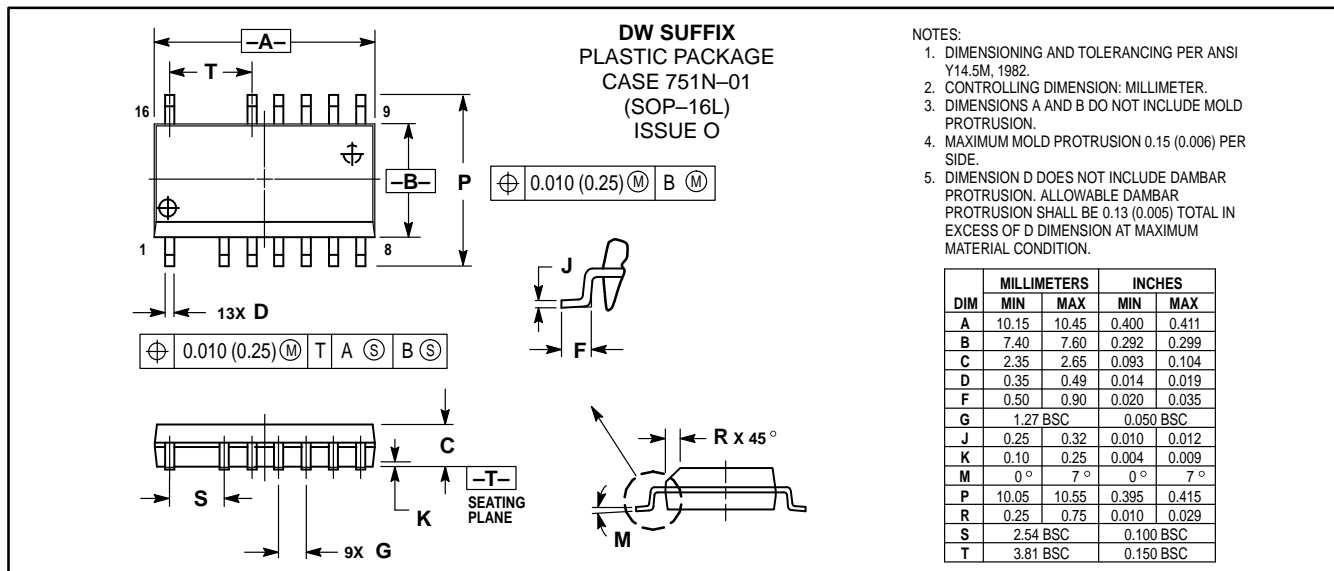 –A–
T
16
9
–B–
P
1
8
13X D
⌖ 0.010 (0.25) Ⓜ T A Ⓢ B Ⓢ
DW SUFFIX
PLASTIC PACKAGE
CASE 751N–01
(SOP–16L)
ISSUE O
⌖ 0.010 (0.25) Ⓜ B Ⓜ
J
F
C
–T–
SEATING
PLANE
S
K
9X G
R X 45°
M
NOTES:
1. DIMENSIONING AND TOLERANCING PER ANSI
Y14.5M, 1982.
2. CONTROLLING DIMENSION: MILLIMETER.
3. DIMENSIONS A AND B DO NOT INCLUDE MOLD
PROTRUSION.
4. MAXIMUM MOLD PROTRUSION 0.15 (0.006) PER
SIDE.
5. DIMENSION D DOES NOT INCLUDE DAMBAR
PROTRUSION. ALLOWABLE DAMBAR
PROTRUSION SHALL BE 0.13 (0.005) TOTAL IN
EXCESS OF D DIMENSION AT MAXIMUM
MATERIAL CONDITION.
MILLIMETERS INCHES
DIM MIN MAX MIN MAX
A 10.15 10.45 0.400 0.411
B 7.40 7.60 0.292 0.299
C 2.35 2.65 0.093 0.104
D 0.35 0.49 0.014 0.019
F 0.50 0.90 0.020 0.035
G 1.27 BSC 0.050 BSC
J 0.25 0.32 0.010 0.012
K 0.10 0.25 0.004 0.009
M 0° 7° 0° 7°
P 10.05 10.55 0.395 0.415
R 0.25 0.75 0.010 0.029
S 2.54 BSC 0.100 BSC
T 3.81 BSC 0.150 BSC